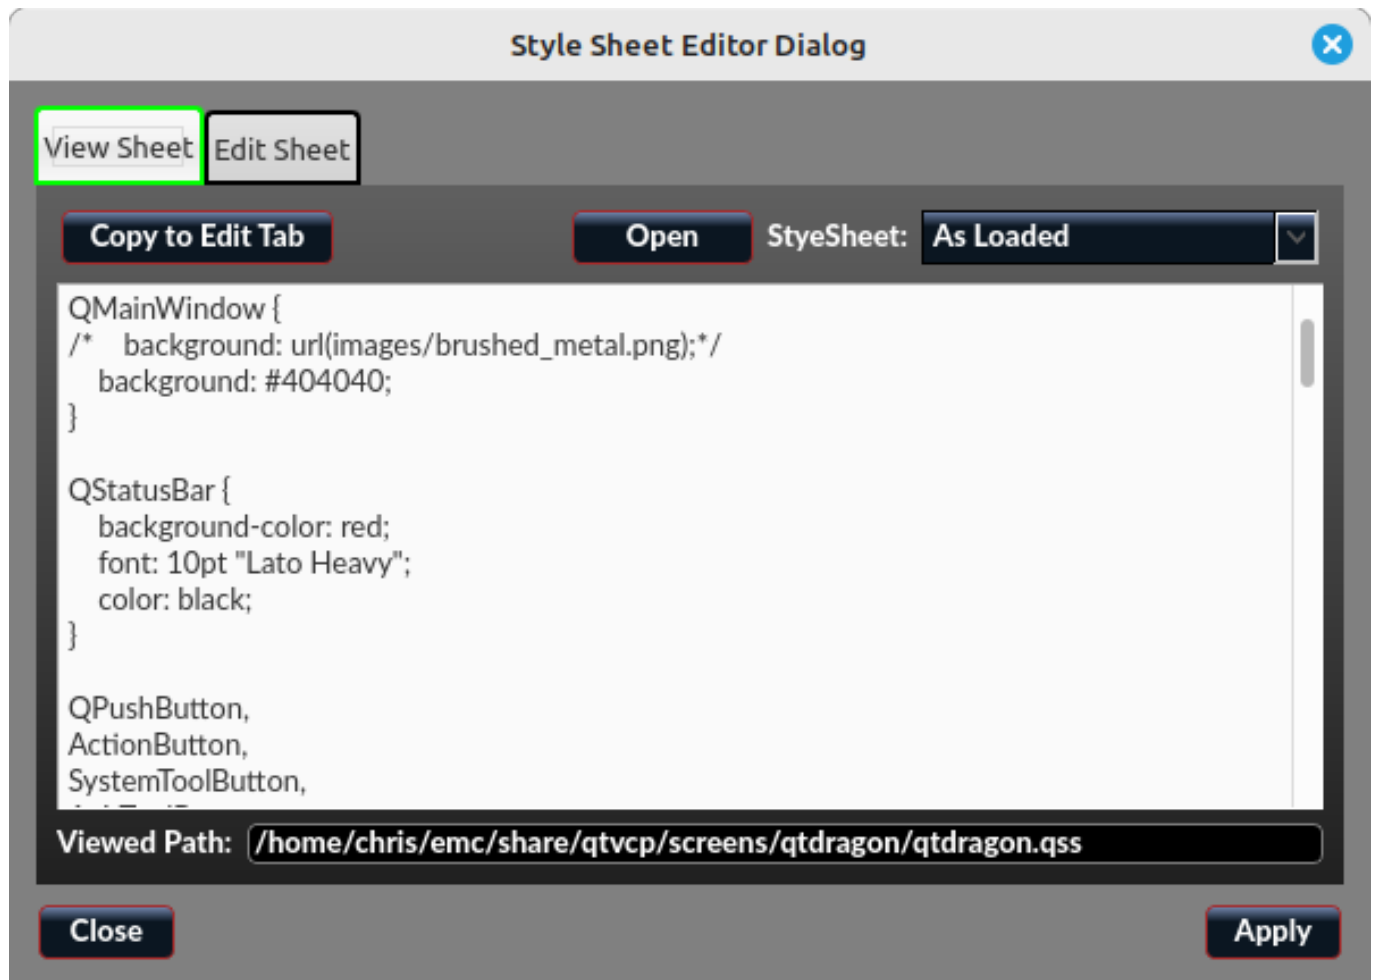 Style Sheet Editor Dialog
View Sheet Edit Sheet
Copy to Edit Tab Open StyeSheet: As Loaded
QMainWindow {
/*    background: url(images/brushed_metal.png);*/
    background: #404040;
}
QStatusBar {
    background-color: red;
    font: 10pt "Lato Heavy";
    color: black;
}
QPushButton,
ActionButton,
SystemToolButton,
Viewed Path: /home/chris/emc/share/qtvcp/screens/qtdragon/qtdragon.qss
Close Apply